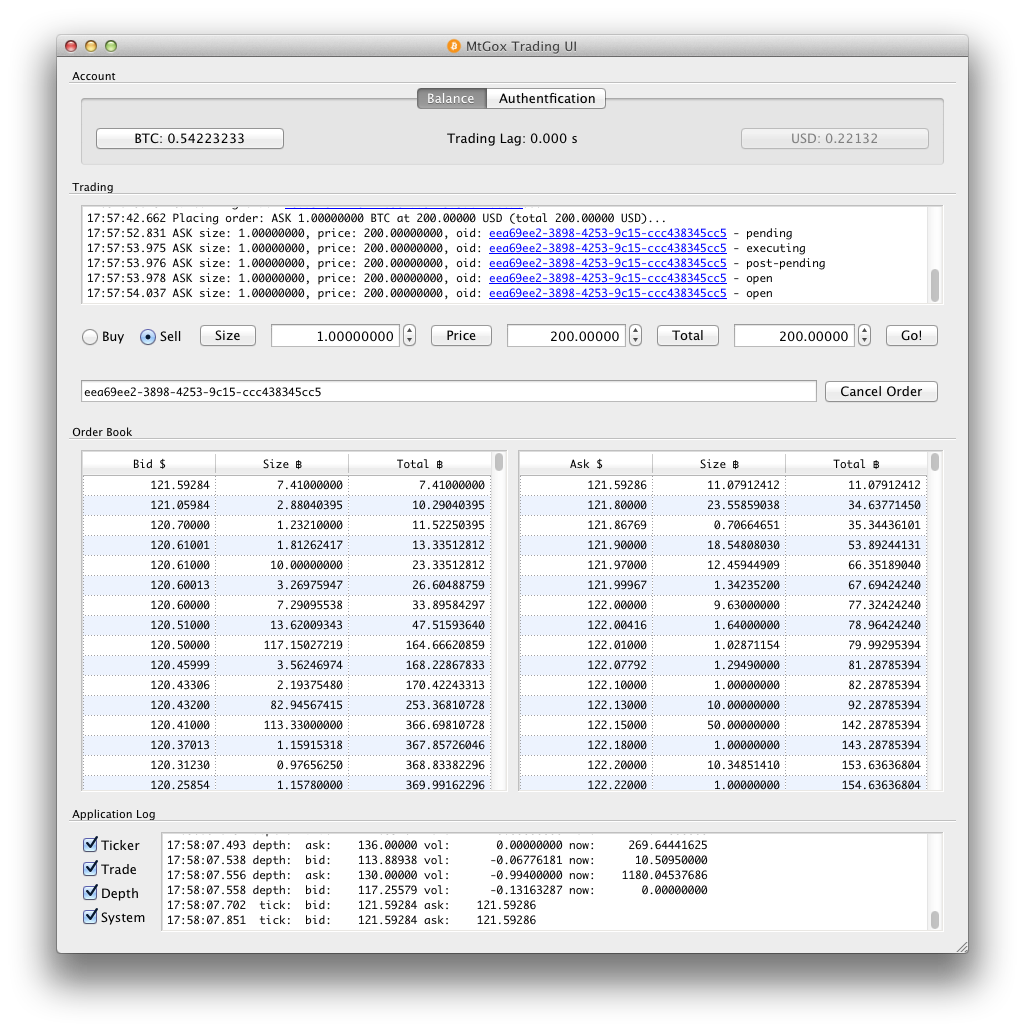 MtGox Trading UI
Account
Balance Authentfication
BTC: 0.54223233 Trading Lag: 0.000 s USD: 0.22132
Trading
17:57:42.662 Placing order: ASK 1.00000000 BTC at 200.00000 USD (total 200.00000 USD)...
17:57:52.831 ASK size: 1.00000000, price: 200.00000, oid: eea69ee2-3898-4253-9c15-ccc438345cc5 - pending
17:57:53.975 ASK size: 1.00000000, price: 200.00000, oid: eea69ee2-3898-4253-9c15-ccc438345cc5 - executing
17:57:53.976 ASK size: 1.00000000, price: 200.00000, oid: eea69ee2-3898-4253-9c15-ccc438345cc5 - post-pending
17:57:53.978 ASK size: 1.00000000, price: 200.00000, oid: eea69ee2-3898-4253-9c15-ccc438345cc5 - open
17:57:54.037 ASK size: 1.00000000, price: 200.00000, oid: eea69ee2-3898-4253-9c15-ccc438345cc5 - open
Buy Sell Size 1.00000000 Price 200.00000 Total 200.00000 Go!
eea69ee2-3898-4253-9c15-ccc438345cc5 Cancel Order
Order Book
Bid $ Size ฿ Total ฿ Ask $ Size ฿ Total ฿
121.59284 7.41000000 7.41000000 121.59286 11.07912412 11.07912412
121.05984 2.88040395 10.29040395 121.80000 23.55859038 34.63771450
120.70000 1.23210000 11.52250395 121.86769 0.70664651 35.34436101
120.61001 1.81262417 13.33512812 121.90000 18.54808030 53.89244131
120.61000 10.00000000 23.33512812 121.97000 12.45944909 66.35189040
120.60013 3.26975947 26.60488759 121.99967 1.34235200 67.69424240
120.60000 7.29095538 33.89584297 122.00000 9.63000000 77.32424240
120.51000 13.62009343 47.51593640 122.00416 1.64000000 78.96424240
120.50000 117.15027219 164.66620859 122.01000 1.02871154 79.99295394
120.45999 3.56246974 168.22867833 122.07792 1.29490000 81.28785394
120.43306 2.19375480 170.42243313 122.10000 1.00000000 82.28785394
120.43200 82.94567415 253.36810728 122.13000 10.00000000 92.28785394
120.41000 113.33000000 366.69810728 122.15000 50.00000000 142.28785394
120.37013 1.15915318 367.85726046 122.18000 1.00000000 143.28785394
120.31230 0.97656250 368.83382296 122.20000 10.34851410 153.63636804
120.25854 1.15780000 369.99162296 122.22000 1.00000000 154.63636804
Application Log
Ticker
Trade
Depth
System
17:58:07.493 depth: ask: 136.00000 vol: 0.00000000 now: 269.64441625
17:58:07.538 depth: bid: 113.88938 vol: -0.06776181 now: 10.50950000
17:58:07.556 depth: ask: 130.00000 vol: -0.99400000 now: 1180.04537686
17:58:07.558 depth: bid: 117.25579 vol: -0.13163287 now: 0.00000000
17:58:07.702 tick: bid: 121.59284 ask: 121.59286
17:58:07.851 tick: bid: 121.59284 ask: 121.59286